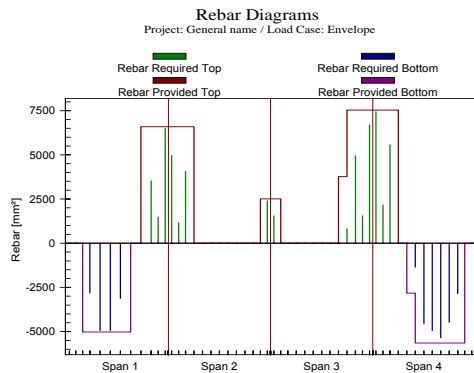 Rebar Diagrams
Project: General name / Load Case: Envelope
Rebar Required Top
Rebar Required Bottom
Rebar Provided Top
Rebar Provided Bottom
Rebar [mm²]
7500
5000
2500
0
-2500
-5000
Span 1
Span 2
Span 3
Span 4